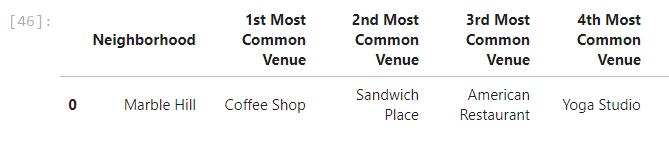 [46]:
Neighborhood 1st Most Common Venue 2nd Most Common Venue 3rd Most Common Venue 4th Most Common Venue
0 Marble Hill Coffee Shop Sandwich Place American Restaurant Yoga Studio